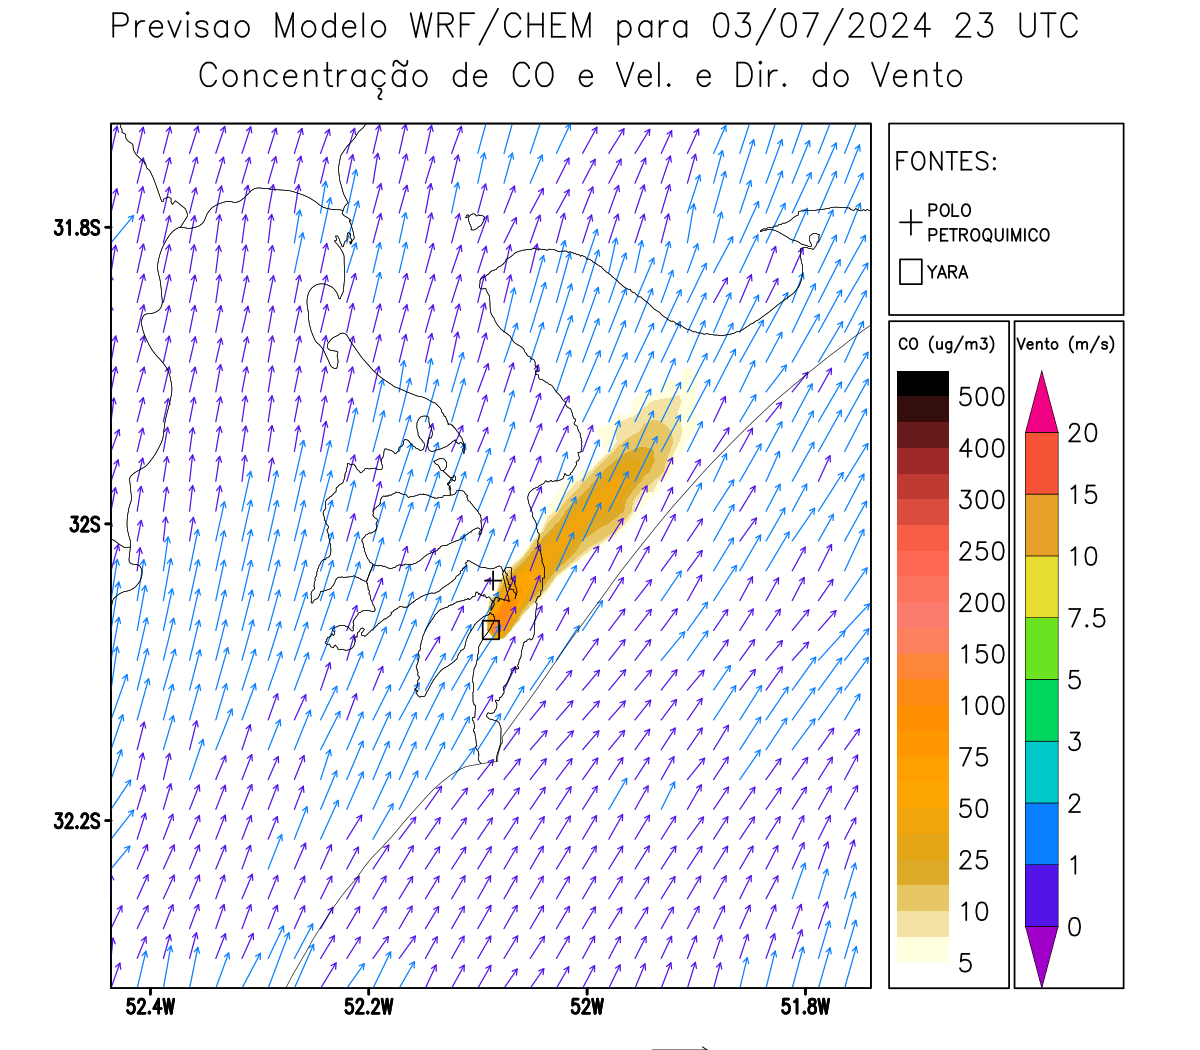 Previsao Modelo WRF/CHEM para 03/07/2024 23 UTC
Concentração de CO e Vel. e Dir. do Vento
FONTES:
POLO
PETROQUIMICO
YARA
31.8S
32S
32.2S
52.4W
52.2W
52W
51.8W
CO (ug/m3)
500
400
300
250
200
150
100
75
50
25
10
5
Vento (m/s)
20
15
10
7.5
5
3
2
1
0